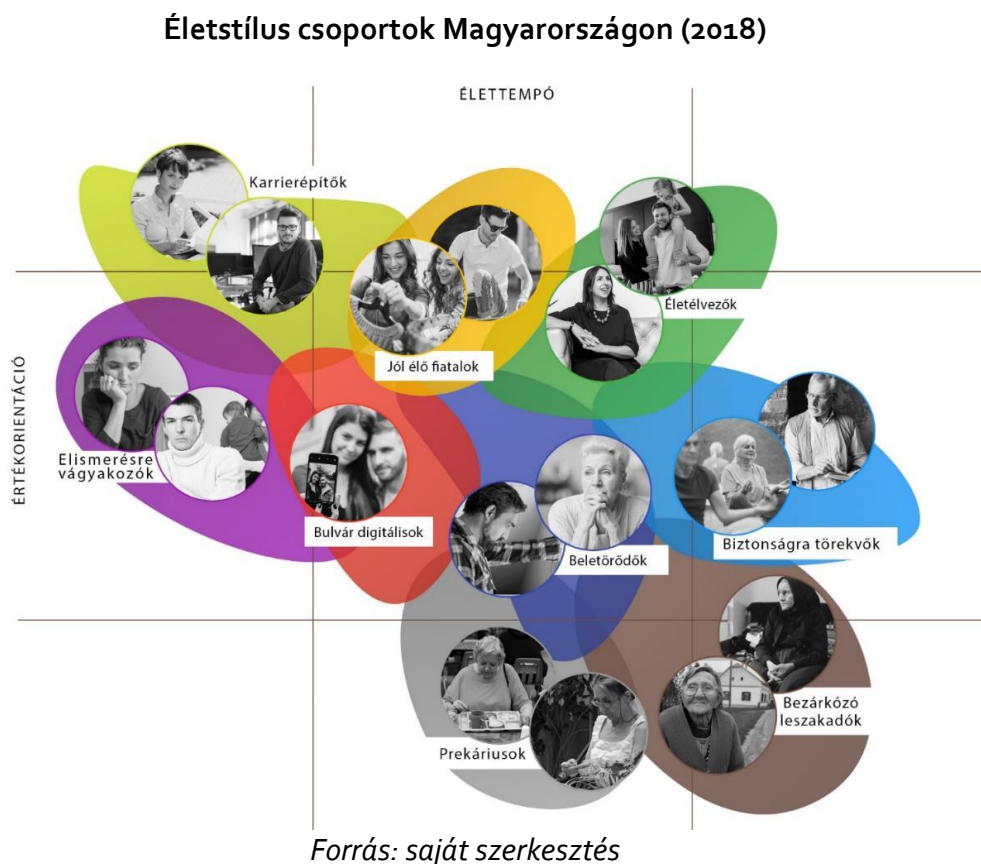 Életstílus csoportok Magyarországon (2018)
ÉLETTEMPÓ
Karrierépítők
Életélvezők
Jól élő fiatalok
ÉRTÉKORIENTÁCIÓ
Elismerésre
vágyakozók
Bulvár digitálisok
Beletörődők
Biztonságra törekvők
Bezárkózó
leszakadók
Prekáriusok
Forrás: saját szerkesztés